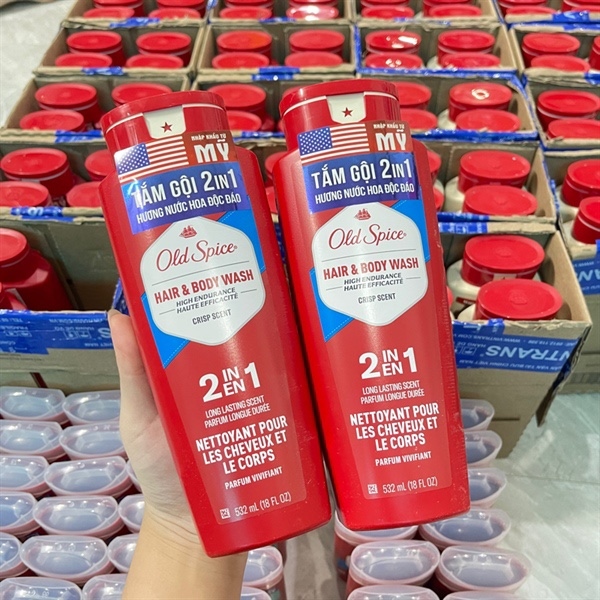 NHẬP KHẨU TỪ
MỸ
TẮM GỘI 2IN1
HƯƠNG NƯỚC HOA ĐỘC ĐÁO
Old Spice
HAIR & BODY WASH
HIGH ENDURANCE
HAUTE EFFICACITÉ
CRISP SCENT
2 IN EN 1
LONG LASTING SCENT
PARFUM LONGUE DURÉE
NETTOYANT POUR
LES CHEVEUX ET
LE CORPS
PARFUM VIVIFIANT
532 mL (18 FL OZ)
NHẬP KHẨU TỪ
MỸ
TẮM GỘI 2IN1
HƯƠNG NƯỚC HOA ĐỘC ĐÁO
Old Spice
HAIR & BODY WASH
HIGH ENDURANCE
HAUTE EFFICACITÉ
CRISP SCENT
2 IN EN 1
LONG LASTING SCENT
PARFUM LONGUE DURÉE
NETTOYANT POUR
LES CHEVEUX ET
LE CORPS
PARFUM VIVIFIANT
532 mL (18 FL OZ)
NTRANS